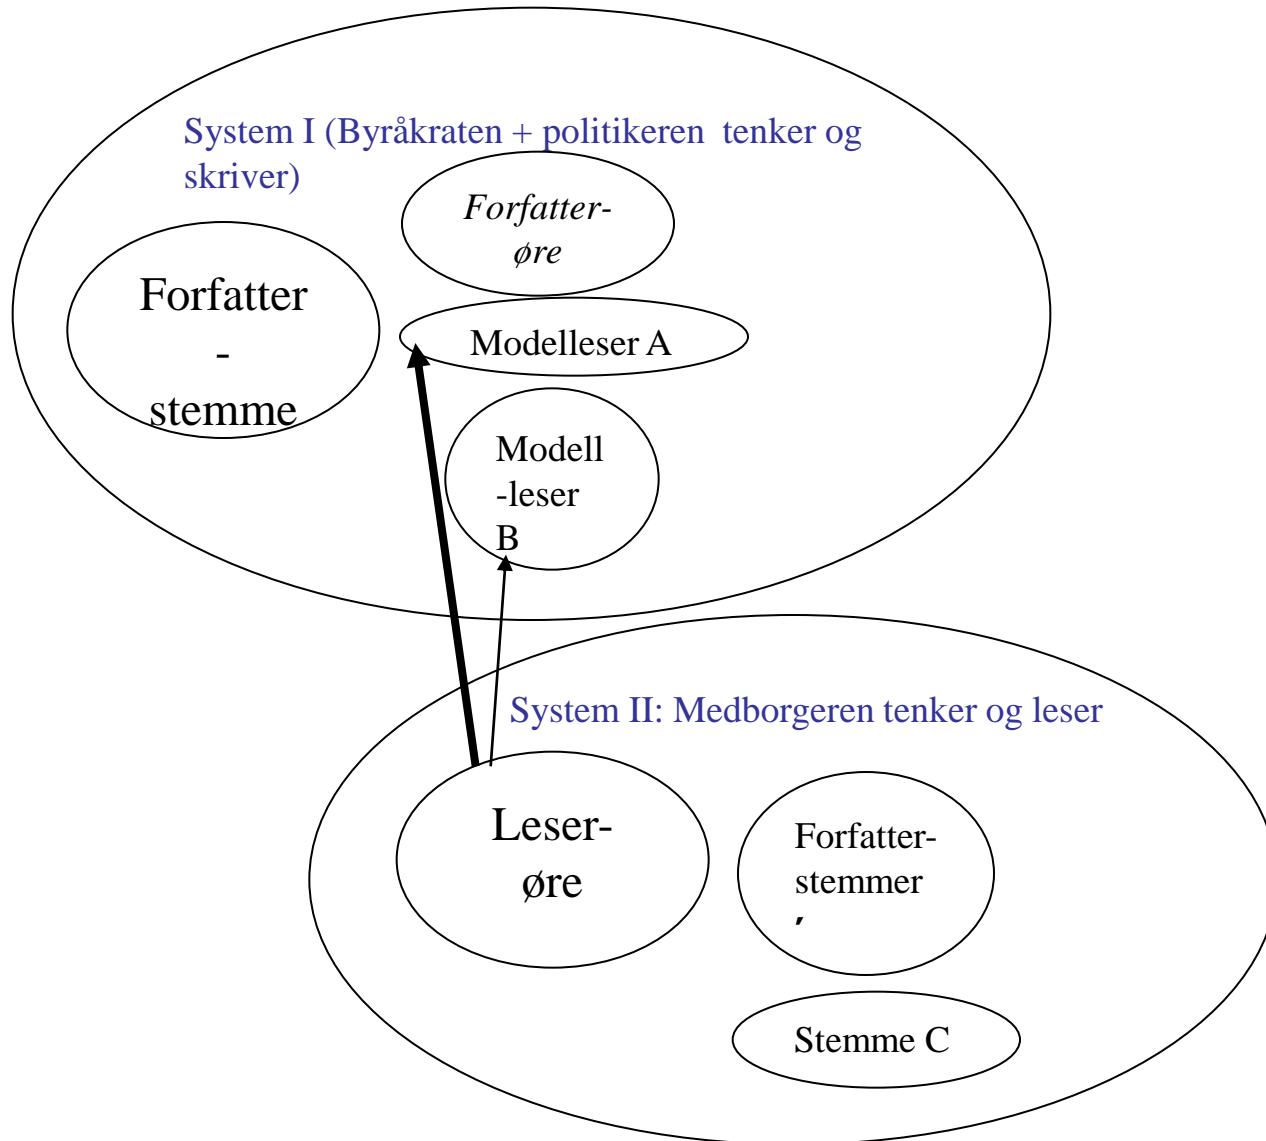 System I (Byråkraten + politikeren  tenker og
skriver)
Forfatter-
øre
Forfatter
-
stemme
Modelleser A
Modell
-leser
B
System II: Medborgeren tenker og leser
Leser-
øre
Forfatter-
stemmer
’
Stemme C